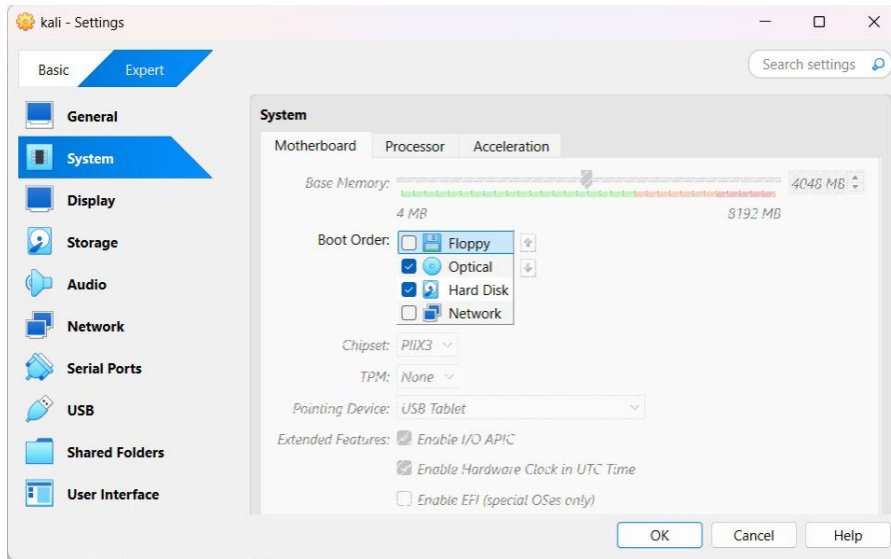 kali - Settings
Basic Expert Search settings
General
System
Display
Storage
Audio
Network
Serial Ports
USB
Shared Folders
User Interface
System
Motherboard Processor Acceleration
Base Memory: 4048 MB
4 MB 8192 MB
Boot Order: Floppy
Optical
Hard Disk
Network
Chipset: PIIX3
TPM: None
Pointing Device: USB Tablet
Extended Features: Enable I/O APIC
Enable Hardware Clock in UTC Time
Enable EFI (special OSes only)
OK Cancel Help